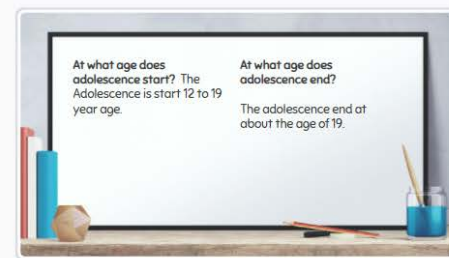 At what age does
adolescence start? The
Adolescence is start 12 to 19
year age.
At what age does
adolescence end?
The adolescence end at
about the age of 19.